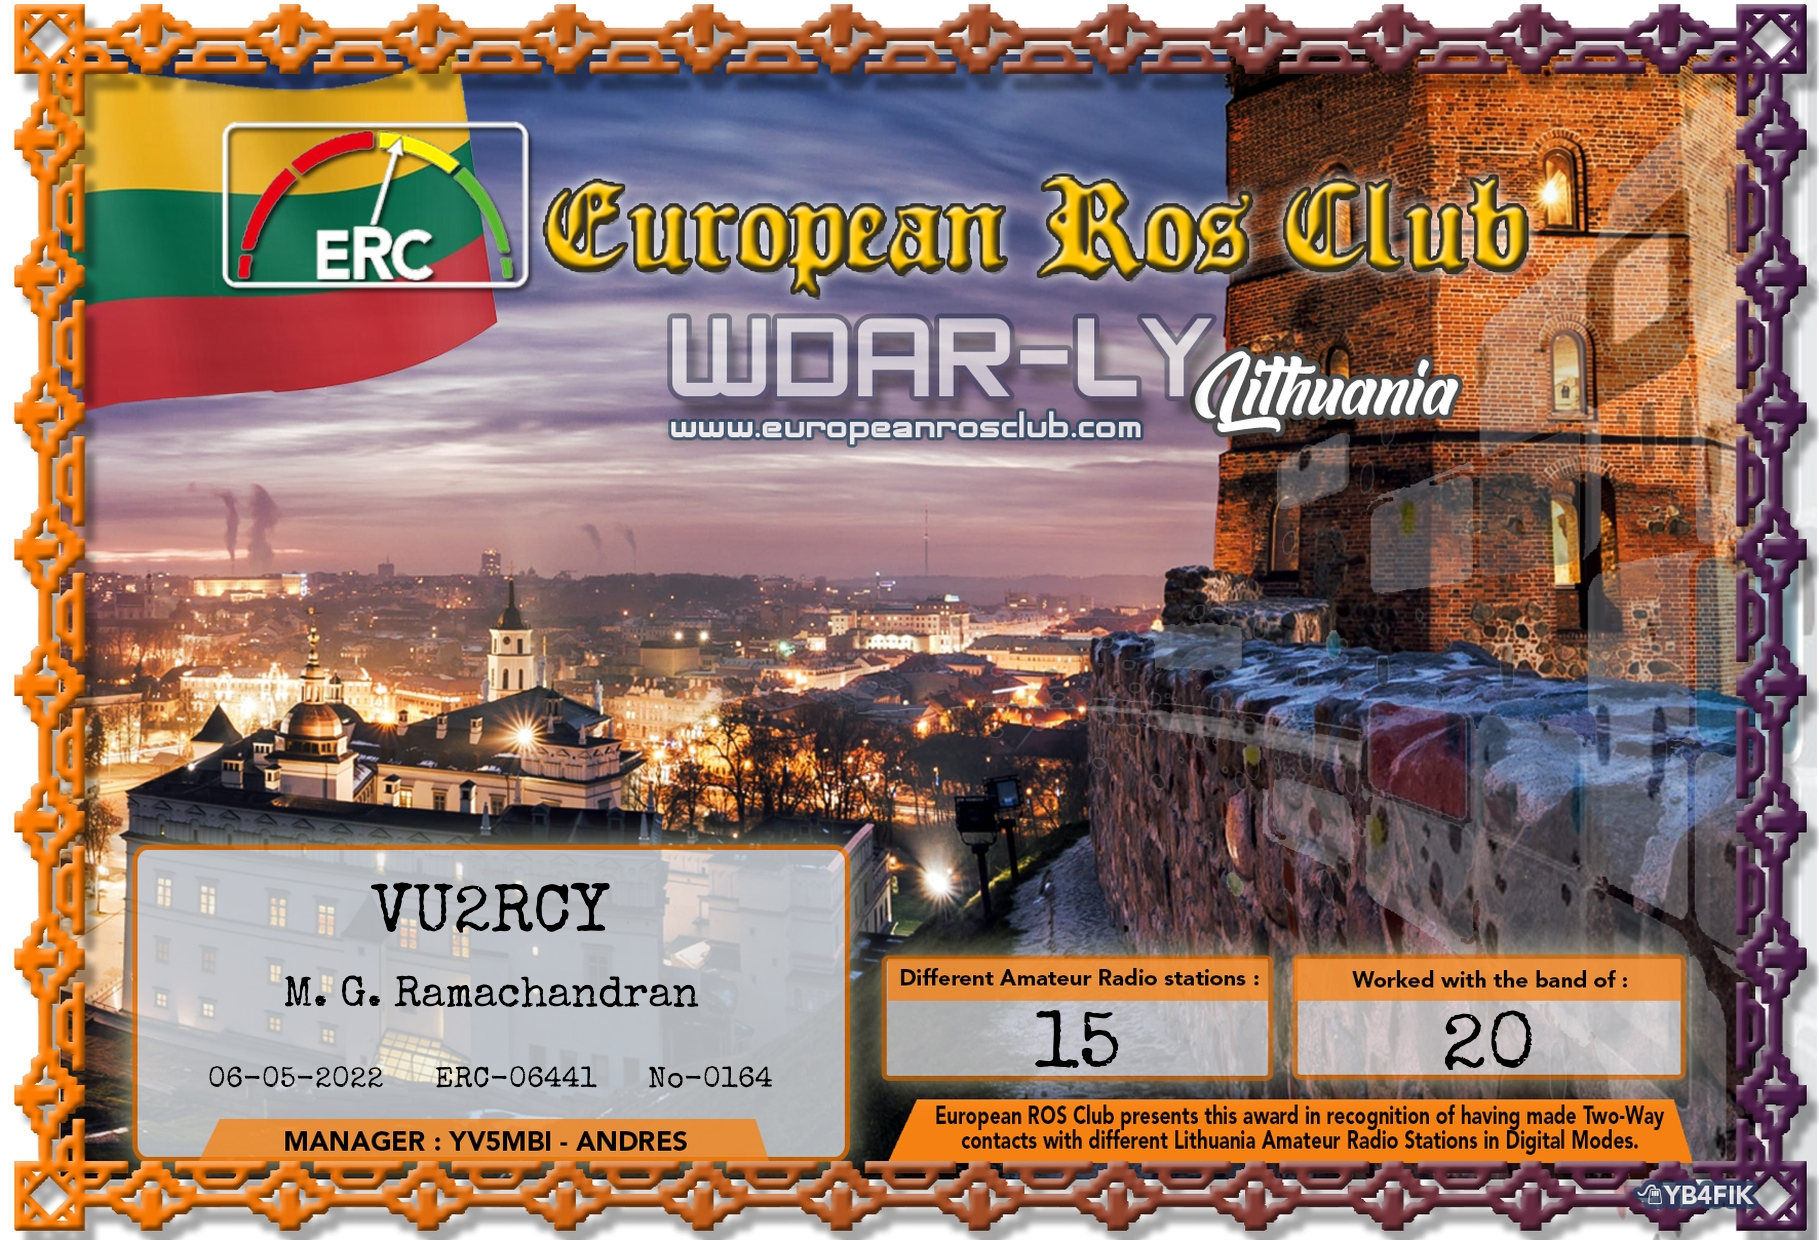 ERC
European Ros Club
WDAR-LY Lithuania
www.europeanrosclub.com
VU2RCY
M. G. Ramachandran
06-05-2022 ERC-06441 No-0164
MANAGER : YV5MBI - ANDRES
Different Amateur Radio stations :
15
Worked with the band of :
20
European ROS Club presents this award in recognition of having made Two-Way
contacts with different Lithuania Amateur Radio Stations in Digital Modes.
YB4FIK